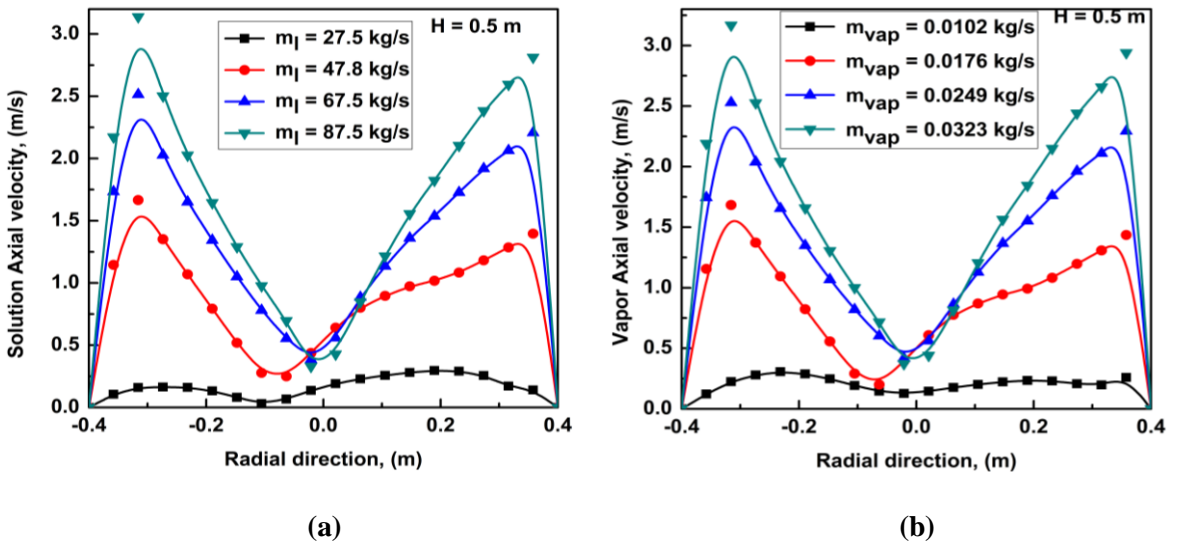 H = 0.5 m
m_l = 27.5 kg/s
m_l = 47.8 kg/s
m_l = 67.5 kg/s
m_l = 87.5 kg/s
Solution Axial velocity, (m/s)
3.0
2.5
2.0
1.5
1.0
0.5
0.0
-0.4
-0.2
0.0
0.2
0.4
Radial direction, (m)
(a)
H = 0.5 m
m_vap = 0.0102 kg/s
m_vap = 0.0176 kg/s
m_vap = 0.0249 kg/s
m_vap = 0.0323 kg/s
Vapor Axial velocity, (m/s)
3.0
2.5
2.0
1.5
1.0
0.5
0.0
-0.4
-0.2
0.0
0.2
0.4
Radial direction, (m)
(b)